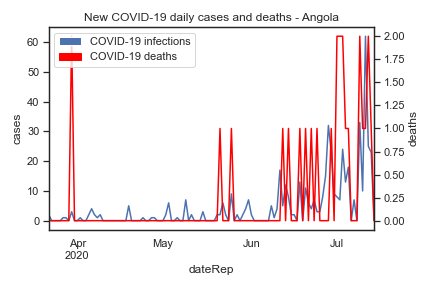 New COVID-19 daily cases and deaths - Angola
COVID-19 infections
COVID-19 deaths
60
50
40
30
20
10
0
cases
2.00
1.75
1.50
1.25
1.00
0.75
0.50
0.25
0.00
deaths
Apr
2020
May
Jun
Jul
dateRep